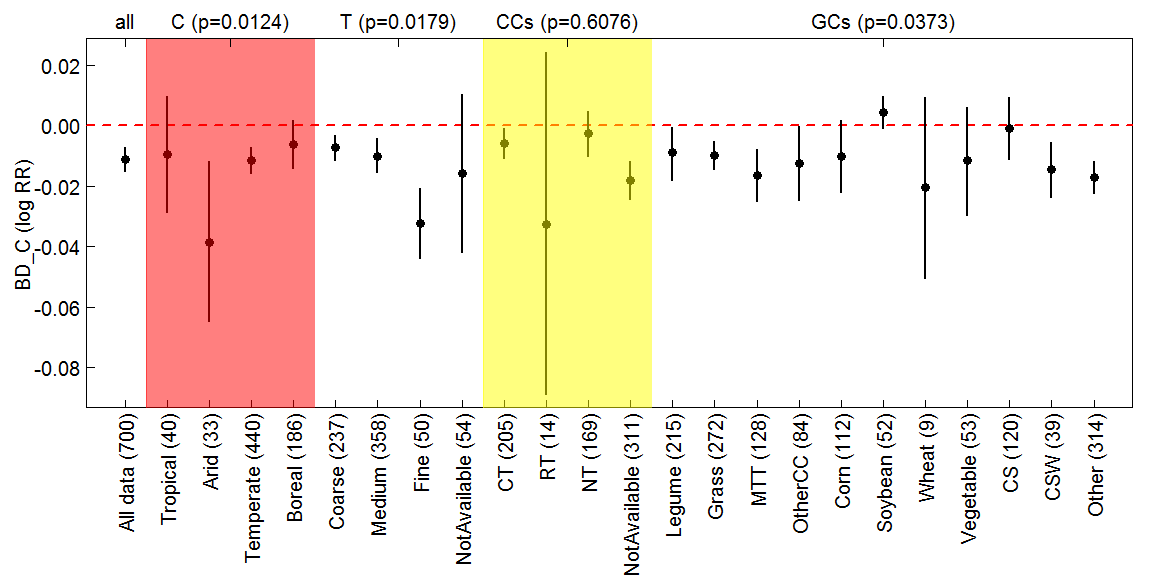 all C (p=0.0124) T (p=0.0179) CCs (p=0.6076) GCs (p=0.0373)
BD_C (log RR)
0.02
0.00
-0.02
-0.04
-0.06
-0.08
All data (700)
Tropical (40)
Arid (33)
Temperate (440)
Boreal (186)
Coarse (237)
Medium (358)
Fine (50)
NotAvailable (54)
CT (205)
RT (14)
NT (169)
NotAvailable (311)
Legume (215)
Grass (272)
MTT (128)
OtherCC (84)
Corn (112)
Soybean (52)
Wheat (9)
Vegetable (53)
CS (120)
CSW (39)
Other (314)